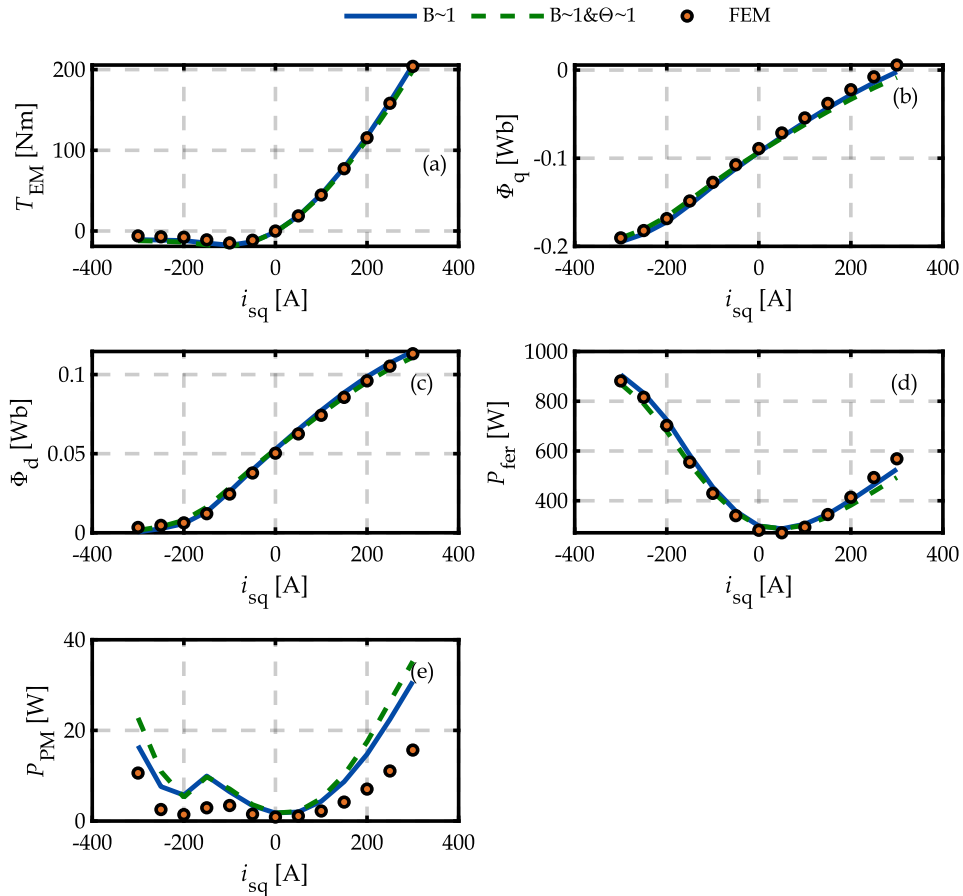 B~1 B~1&Θ~1 FEM
200
100
0
T_EM [Nm]
(a)
-400 -200 0 200 400
i_sq [A]
0
-0.1
-0.2
Φ_q [Wb]
(b)
-400 -200 0 200 400
i_sq [A]
0.1
0.05
0
Φ_d [Wb]
(c)
-400 -200 0 200 400
i_sq [A]
1000
800
600
400
P_fer [W]
(d)
-400 -200 0 200 400
i_sq [A]
40
20
0
P_PM [W]
(e)
-400 -200 0 200 400
i_sq [A]